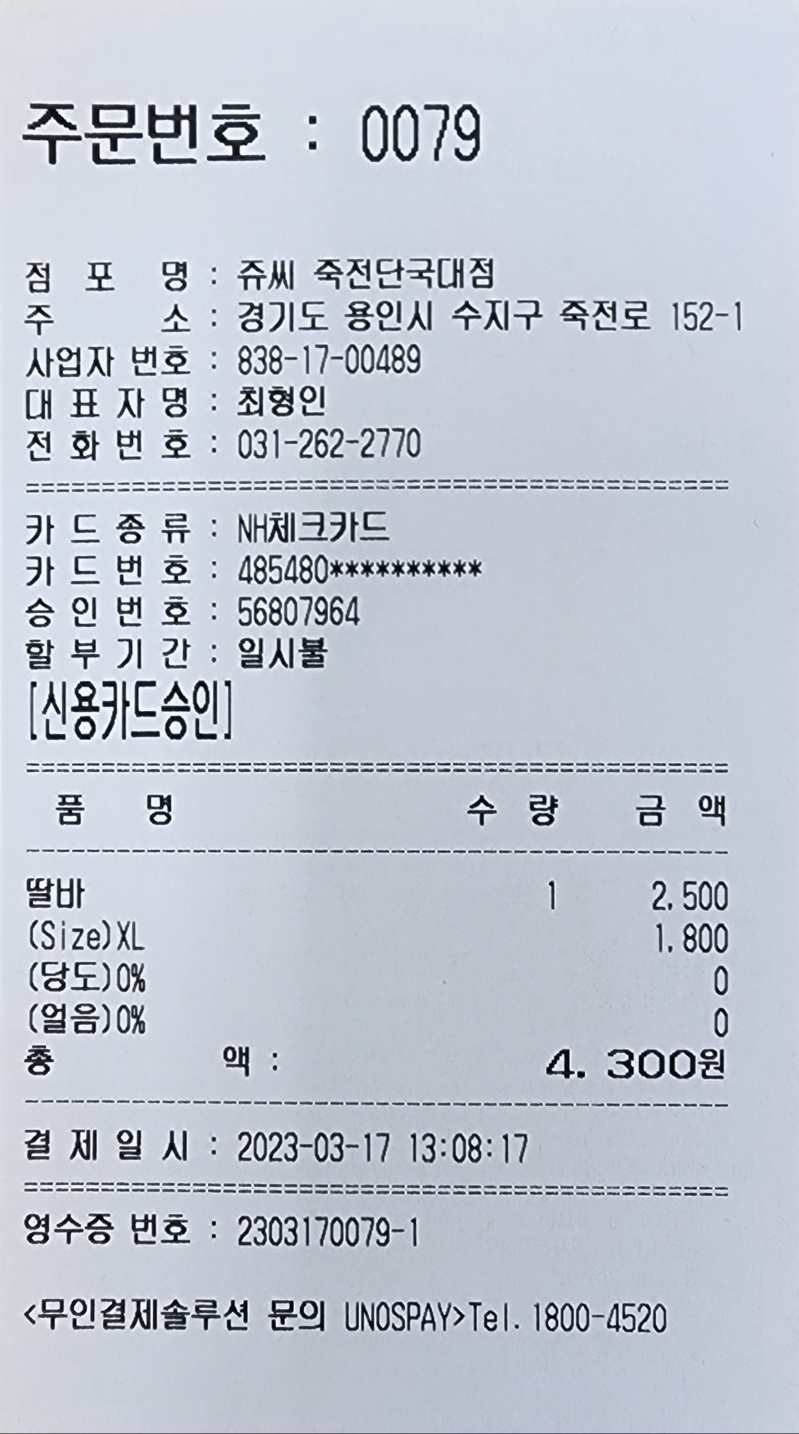 주문번호 : 0079
점 포 명 : 쥬씨 죽전단국대점
주 소 : 경기도 용인시 수지구 죽전로 152-1
사업자 번호 : 838-17-00489
대 표 자 명 : 최형인
전 화 번 호 : 031-262-2770
==============================================
카 드 종 류 : NH체크카드
카 드 번 호 : 485480**********
승 인 번 호 : 56807964
할 부 기 간 : 일시불
[신용카드승인]
==============================================
품 명 수 량 금 액
----------------------------------------------
딸바 1 2,500
(Size)XL 1,800
(당도)0% 0
(얼음)0% 0
총 액 : 4. 300원
----------------------------------------------
결 제 일 시 : 2023-03-17 13:08:17
==============================================
영수증 번호 : 2303170079-1
<무인결제솔루션 문의 UNOSPAY>Tel.1800-4520